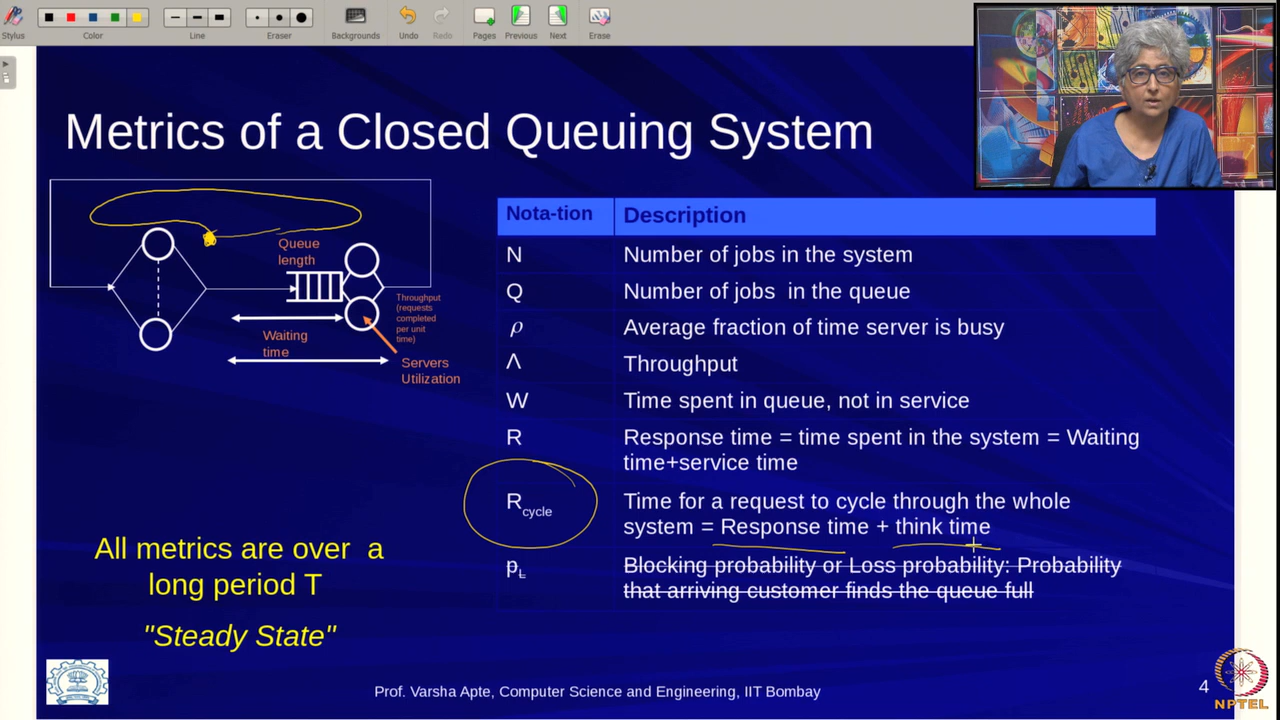 Stylus
Color
Line
Eraser
Backgrounds
Undo
Redo
Pages
Previous
Next
Erase
Metrics of a Closed Queuing System
Queue
length
Throughput
(requests
completed
per unit
time)
Waiting
time
Servers
Utilization
Nota-tion Description
N Number of jobs in the system
Q Number of jobs in the queue
ρ Average fraction of time server is busy
Λ Throughput
W Time spent in queue, not in service
R Response time = time spent in the system = Waiting
time+service time
Rcycle Time for a request to cycle through the whole
system = Response time + think time
pL Blocking probability or Loss probability: Probability
that arriving customer finds the queue full
All metrics are over a
long period T
"Steady State"
Prof. Varsha Apte, Computer Science and Engineering, IIT Bombay
4
NPTEL